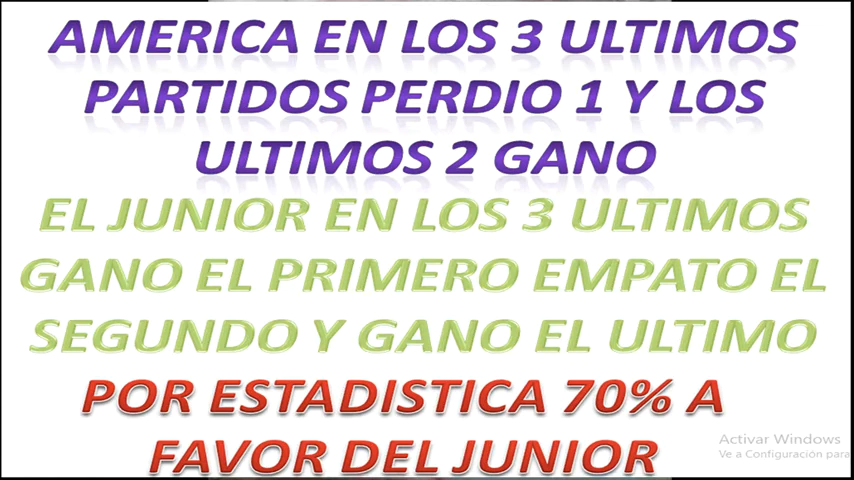 AMERICA EN LOS 3 ULTIMOS
PARTIDOS PERDIO 1 Y LOS
ULTIMOS 2 GANO
EL JUNIOR EN LOS 3 ULTIMOS
GANO EL PRIMERO EMPATO EL
SEGUNDO Y GANO EL ULTIMO
POR ESTADISTICA 70% A
FAVOR DEL JUNIOR
Activar Windows
Ve a Configuración para